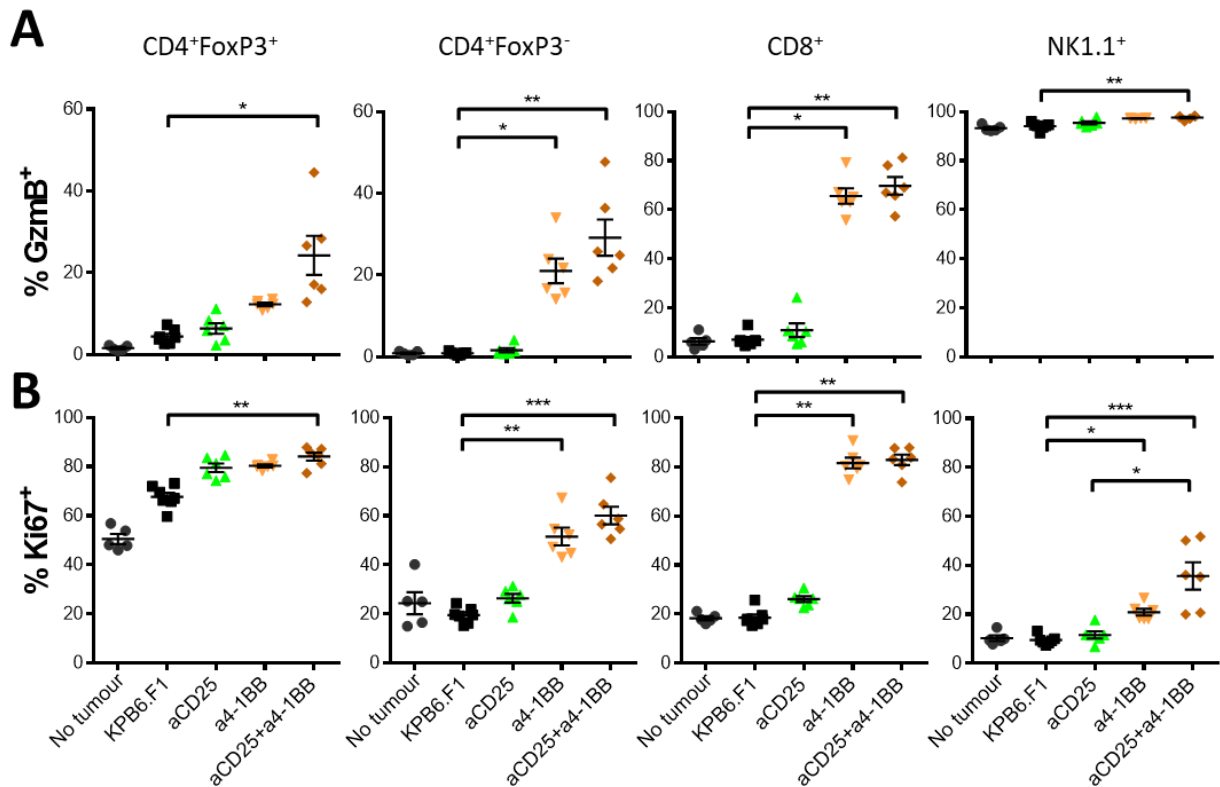 A
CD4⁺FoxP3⁺ CD4⁺FoxP3⁻ CD8⁺ NK1.1⁺
% GzmB⁺
60
40
20
0
*
60
40
20
0
*
**
100
80
60
40
20
0
*
**
100
80
60
40
20
0
**
B
% Ki67⁺
100
80
60
40
20
0
**
100
80
60
40
20
0
**
***
100
80
60
40
20
0
**
**
100
80
60
40
20
0
***
*
*
No tumour
KPB6.F1
aCD25
a4-1BB
aCD25+a4-1BB
No tumour
KPB6.F1
aCD25
a4-1BB
aCD25+a4-1BB
No tumour
KPB6.F1
aCD25
a4-1BB
aCD25+a4-1BB
No tumour
KPB6.F1
aCD25
a4-1BB
aCD25+a4-1BB